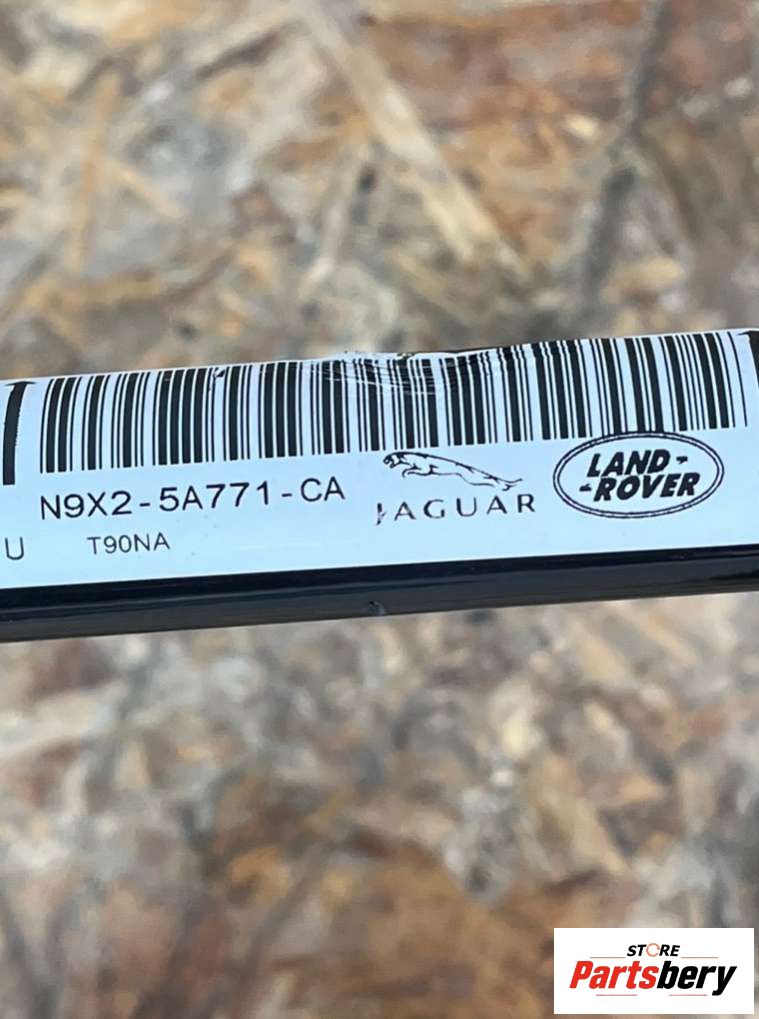 N9X2-5A771-CA
JAGUAR
LAND-
-ROVER
U T90NA
STORE
Partsbery